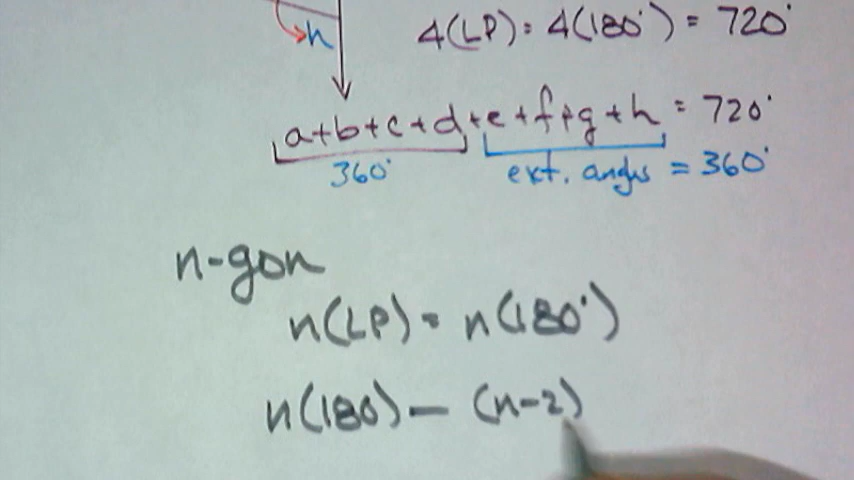 h
4(LP) = 4(180°) = 720°
a+b+c+d+e+f+g+h = 720°
360°
ext. angles = 360°
n-gon
n(LP) = n(180°)
n(180) - (n-2)